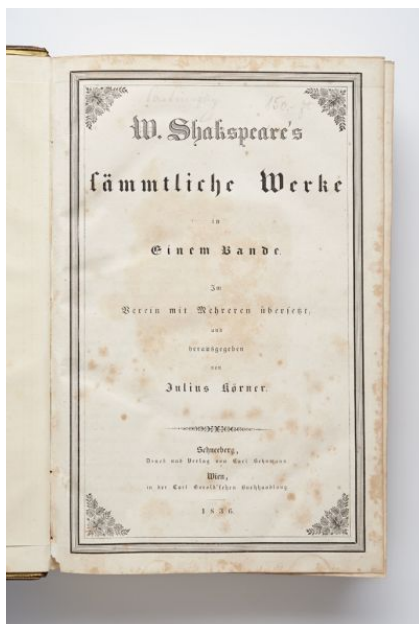 W. Shakspeare's
sämmtliche Werke
in
Einem Bande.
Im
Verein mit Mehreren übersetzt,
und
herausgegeben
von
Julius Körner.
Schneeberg,
Druck und Verlag von Carl Schumann.
Wien,
in der Carl Gerold'schen Buchhandlung
1836.